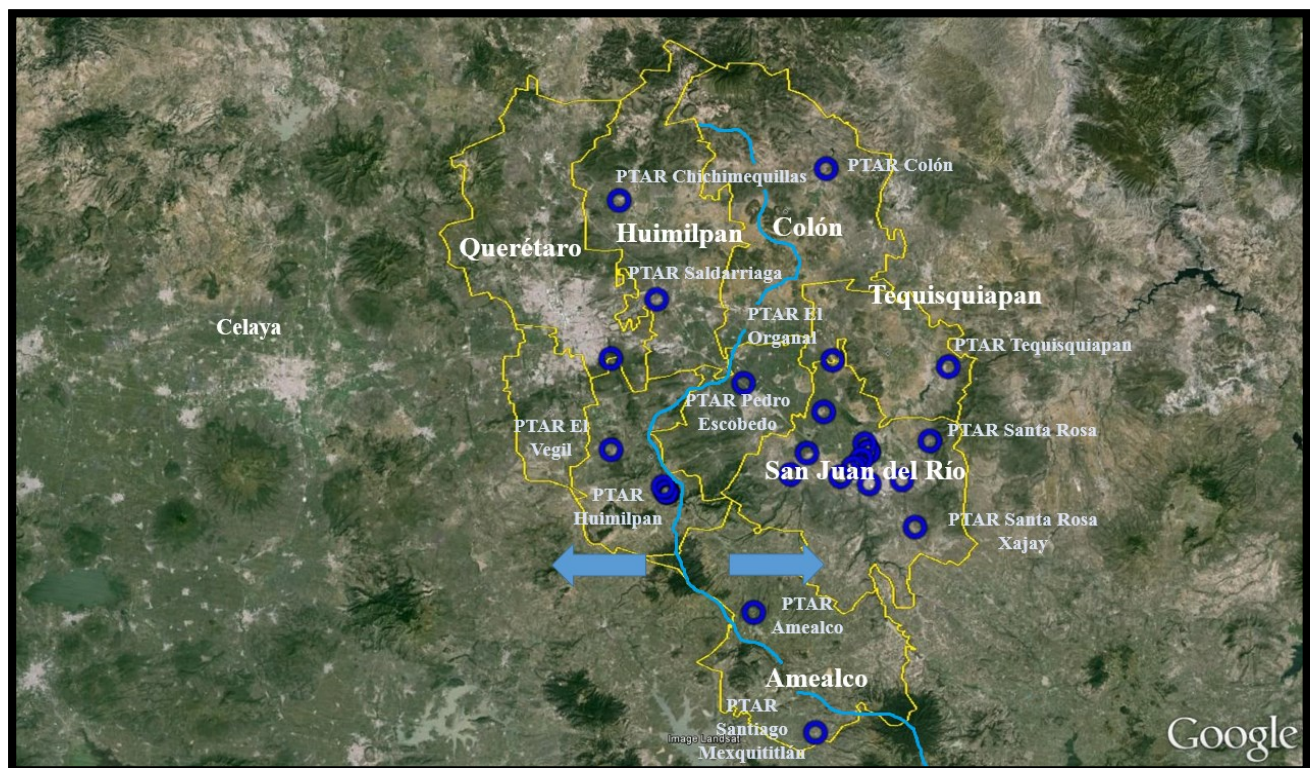 PTAR Colón
PTAR Chichimequillas
Colón
Huimilpan
Querétaro
PTAR Saldarriaga
Tequisquiapan
PTAR El
Organal
Celaya
PTAR Tequisquiapan
PTAR Pedro
Escobedo
PTAR El
Vegil
PTAR Santa Rosa
San Juan del Río
PTAR
Huimilpan
PTAR Santa Rosa
Xajay
PTAR
Amealco
Amealco
PTAR
Santiago
Mexquititlan
Image Landsat
Google